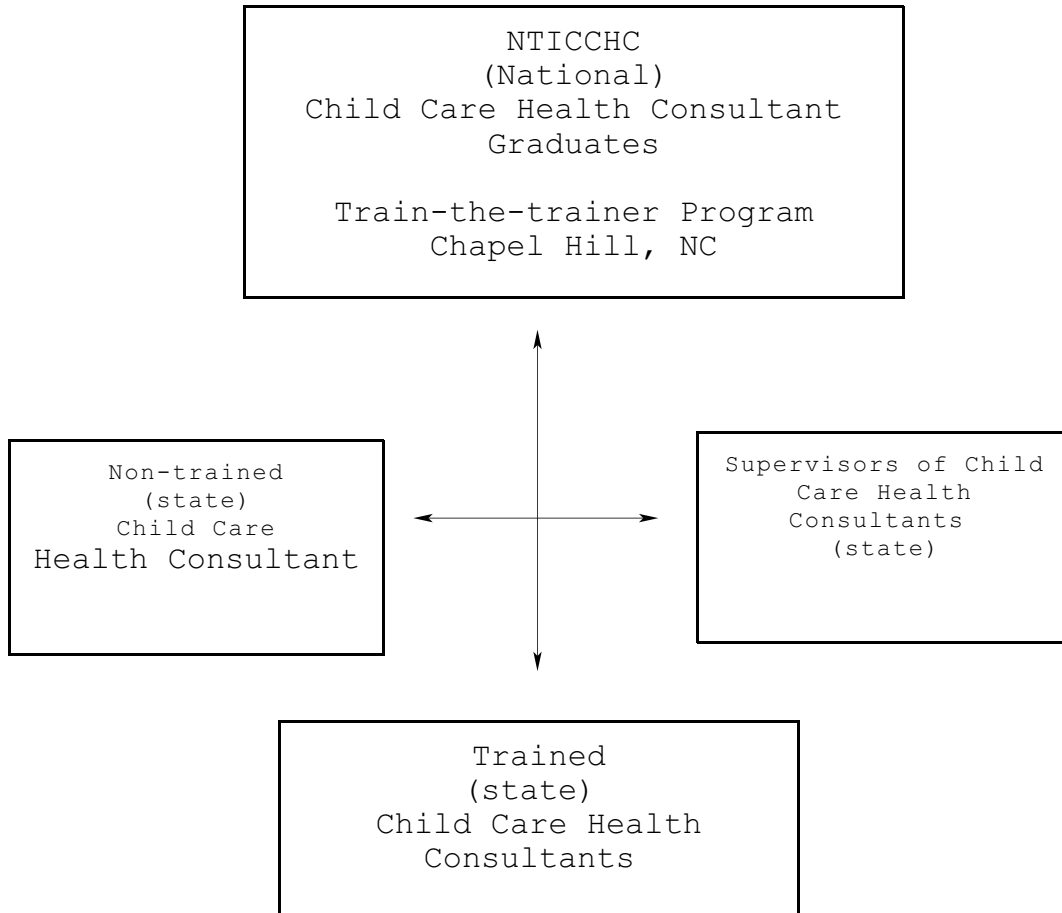 NTICCHC
(National)
Child Care Health Consultant
Graduates
Train-the-trainer Program
Chapel Hill, NC
Non-trained
(state)
Child Care
Health Consultant
Supervisors of Child
Care Health
Consultants
(state)
Trained
(state)
Child Care Health
Consultants